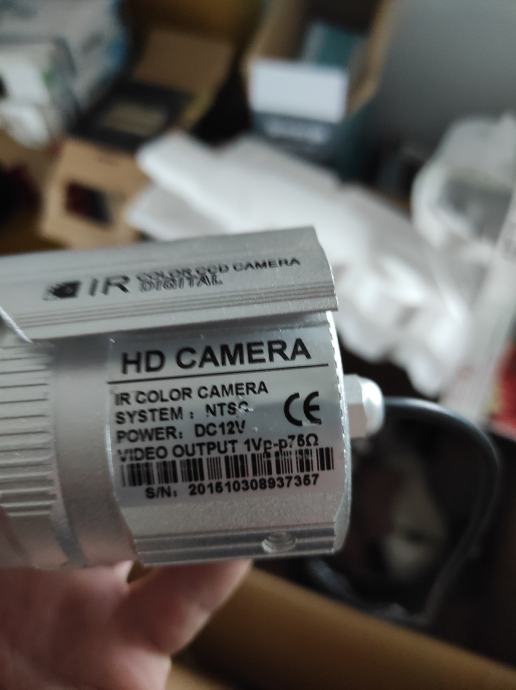 IR COLOR CCD CAMERA
DIGITAL
HD CAMERA
IR COLOR CAMERA
SYSTEM : NTSC
POWER: DC12V
CE
VIDEO OUTPUT 1Vp-p75Ω
S/N: 201510308937357